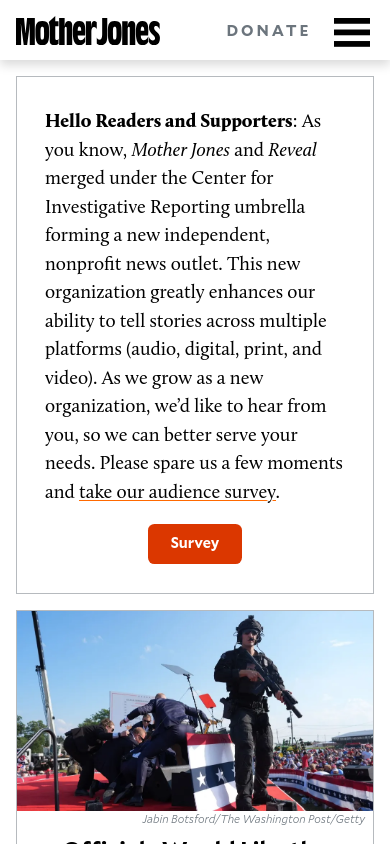 Mother Jones
DONATE
Hello Readers and Supporters: As
you know, Mother Jones and Reveal
merged under the Center for
Investigative Reporting umbrella
forming a new independent,
nonprofit news outlet. This new
organization greatly enhances our
ability to tell stories across multiple
platforms (audio, digital, print, and
video). As we grow as a new
organization, we’d like to hear from
you, so we can better serve your
needs. Please spare us a few moments
and take our audience survey.
Survey
Jabin Botsford/The Washington Post/Getty